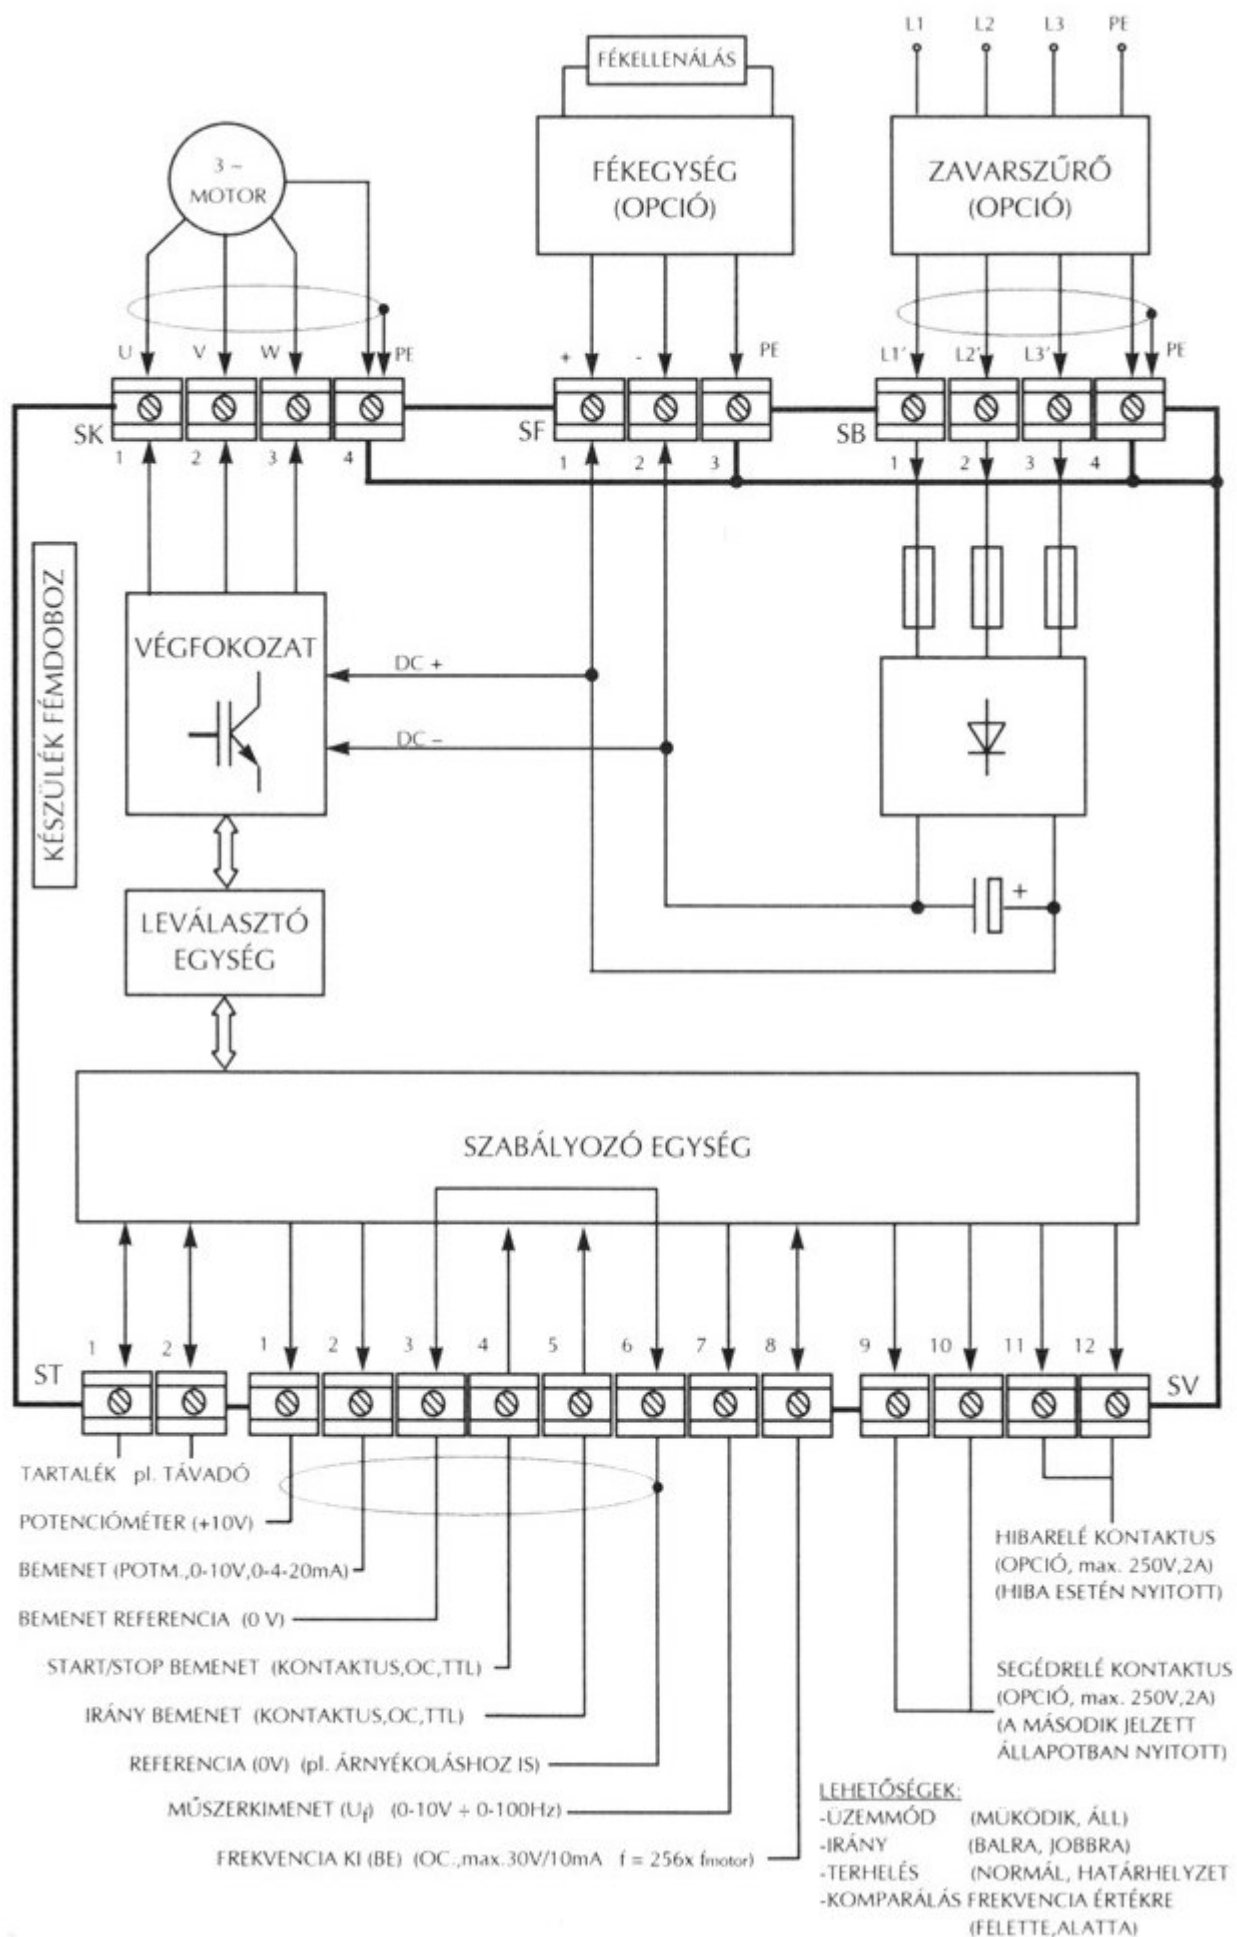 L1 L2 L3 PE
FÉKELLENÁLÁS
3 ~
MOTOR
FÉKEGYSÉG
(OPCIÓ)
ZAVARSZŰRŐ
(OPCIÓ)
U V W PE
+ - PE
L1' L2' L3' PE
SK
1 2 3 4
SF
1 2 3
SB
1 2 3 4
KÉSZÜLÉK FÉMDOBOZ
VÉGFOKOZAT
DC +
DC –
LEVÁLASZTÓ
EGYSÉG
+
SZABÁLYOZÓ EGYSÉG
ST
1 2
1 2 3 4 5 6 7 8 9 10 11 12
SV
TARTALÉK pl. TÁVADÓ
POTENCIÓMÉTER (+10V)
BEMENET (POTM.,0-10V,0-4-20mA)
BEMENET REFERENCIA (0 V)
START/STOP BEMENET (KONTAKTUS,OC,TTL)
IRÁNY BEMENET (KONTAKTUS,OC,TTL)
REFERENCIA (0V) (pl. ÁRNYÉKOLÁSHOZ IS)
MŰSZERKIMENET (Uf) (0-10V ÷ 0-100Hz)
FREKVENCIA KI (BE) (OC.,max.30V/10mA f = 256x fmotor)
HIBARELÉ KONTAKTUS
(OPCIÓ, max. 250V,2A)
(HIBA ESETÉN NYITOTT)
SEGÉDRELÉ KONTAKTUS
(OPCIÓ, max. 250V,2A)
(A MÁSODIK JELZETT
ÁLLAPOTBAN NYITOTT)
LEHETŐSÉGEK:
-ÜZEMMÓD (MŰKÖDIK, ÁLL)
-IRÁNY (BALRA, JOBBRA)
-TERHELÉS (NORMÁL, HATÁRHELYZET
-KOMPARÁLÁS FREKVENCIA ÉRTÉKRE
(FELETTE,ALATTA)